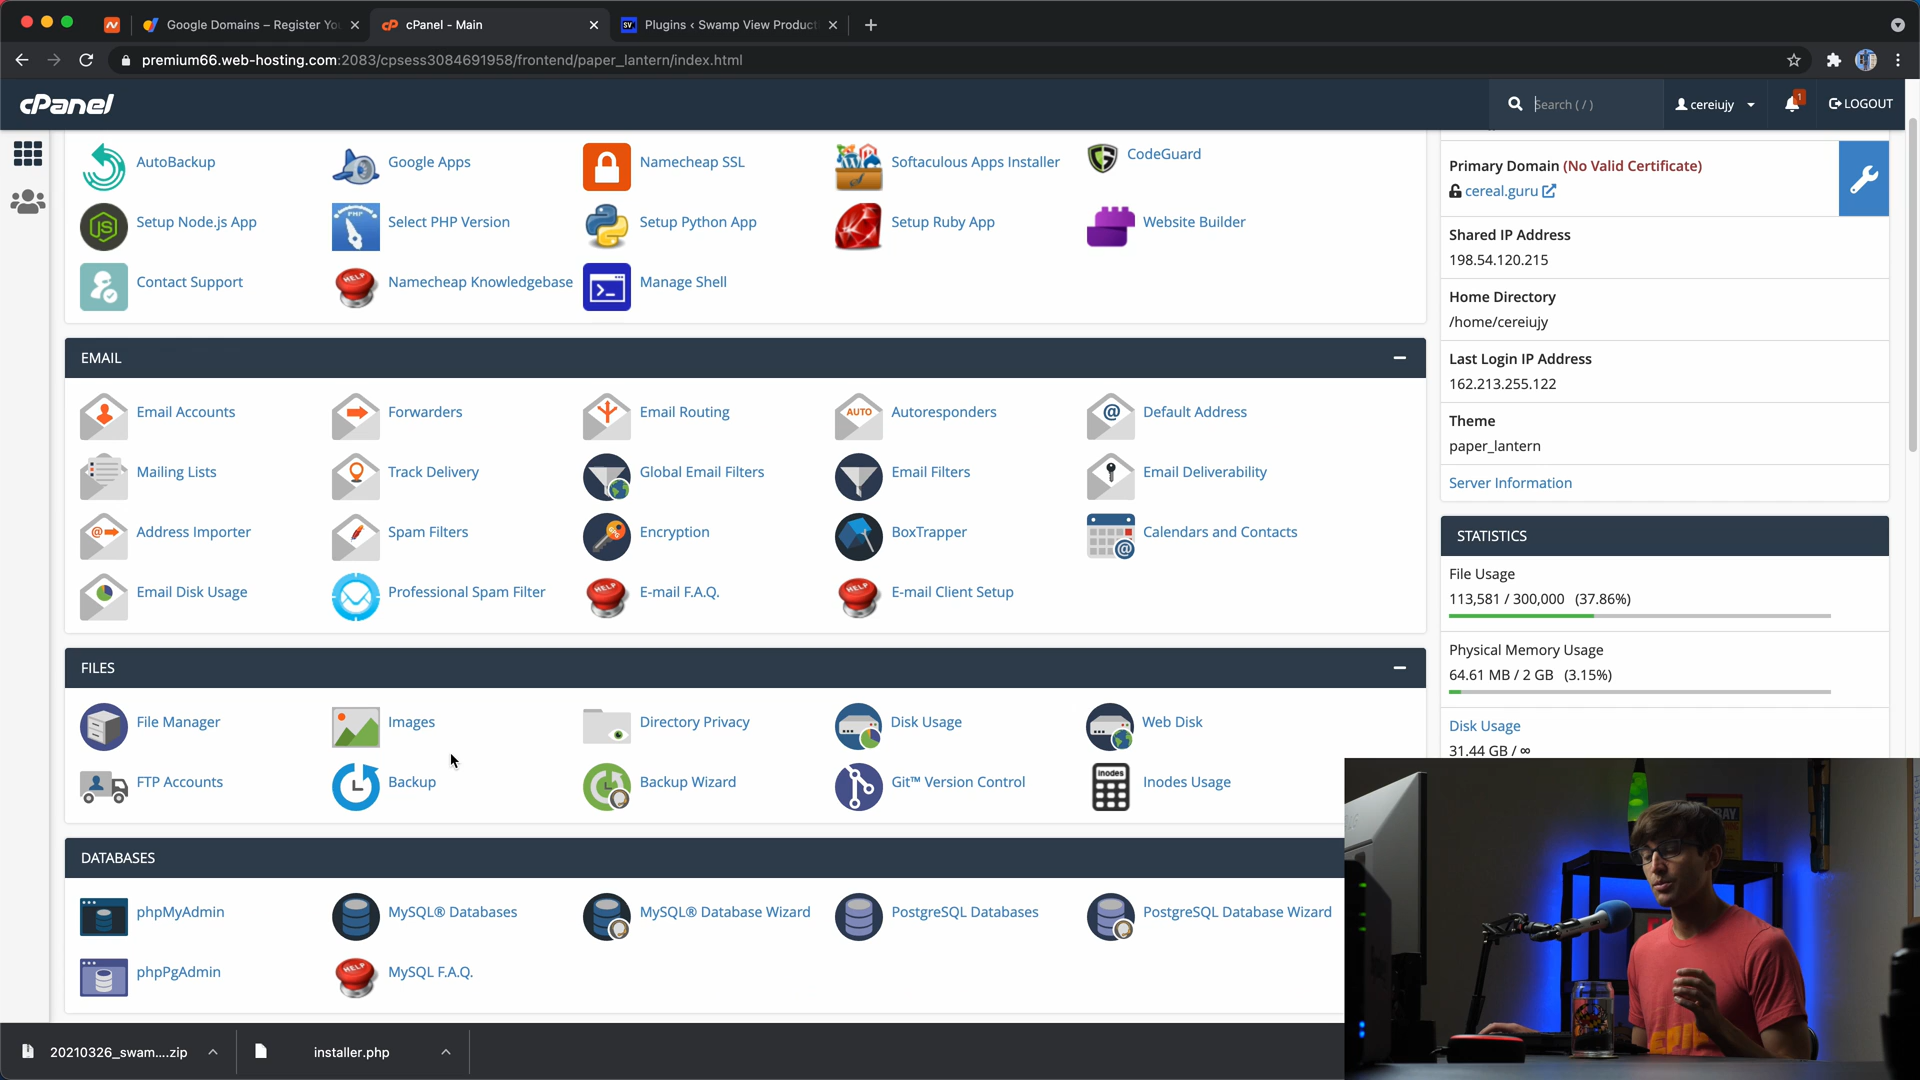 Google Domains – Register Yo
cPanel - Main
SV
Plugins ‹ Swamp View Product
premium66.web-hosting.com:2083/cpsess3084691958/frontend/paper_lantern/index.html
cPanel
Search ( / )
cereiujy
1
LOGOUT
AutoBackup
Google Apps
Namecheap SSL
Softaculous Apps Installer
CodeGuard
Setup Node.js App
Select PHP Version
Setup Python App
Setup Ruby App
Website Builder
Contact Support
Namecheap Knowledgebase
Manage Shell
EMAIL
Email Accounts
Forwarders
Email Routing
Autoresponders
Default Address
Mailing Lists
Track Delivery
Global Email Filters
Email Filters
Email Deliverability
Address Importer
Spam Filters
Encryption
BoxTrapper
Calendars and Contacts
Email Disk Usage
Professional Spam Filter
E-mail F.A.Q.
E-mail Client Setup
FILES
File Manager
Images
Directory Privacy
Disk Usage
Web Disk
FTP Accounts
Backup
Backup Wizard
Git™ Version Control
Inodes Usage
DATABASES
phpMyAdmin
MySQL® Databases
MySQL® Database Wizard
PostgreSQL Databases
PostgreSQL Database Wizard
phpPgAdmin
MySQL F.A.Q.
Primary Domain (No Valid Certificate)
cereal.guru
Shared IP Address
198.54.120.215
Home Directory
/home/cereiujy
Last Login IP Address
162.213.255.122
Theme
paper_lantern
Server Information
STATISTICS
File Usage
113,581 / 300,000 (37.86%)
Physical Memory Usage
64.61 MB / 2 GB (3.15%)
Disk Usage
31.44 GB / ∞
20210326_swam....zip
installer.php